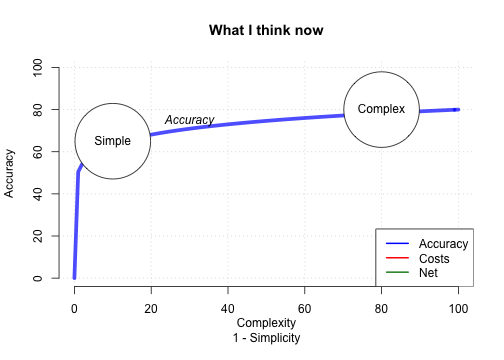 What I think now
Accuracy
100
80
60
40
20
0
Simple
Accuracy
Complex
Accuracy
Costs
Net
0 20 40 60 80 100
Complexity
1 - Simplicity